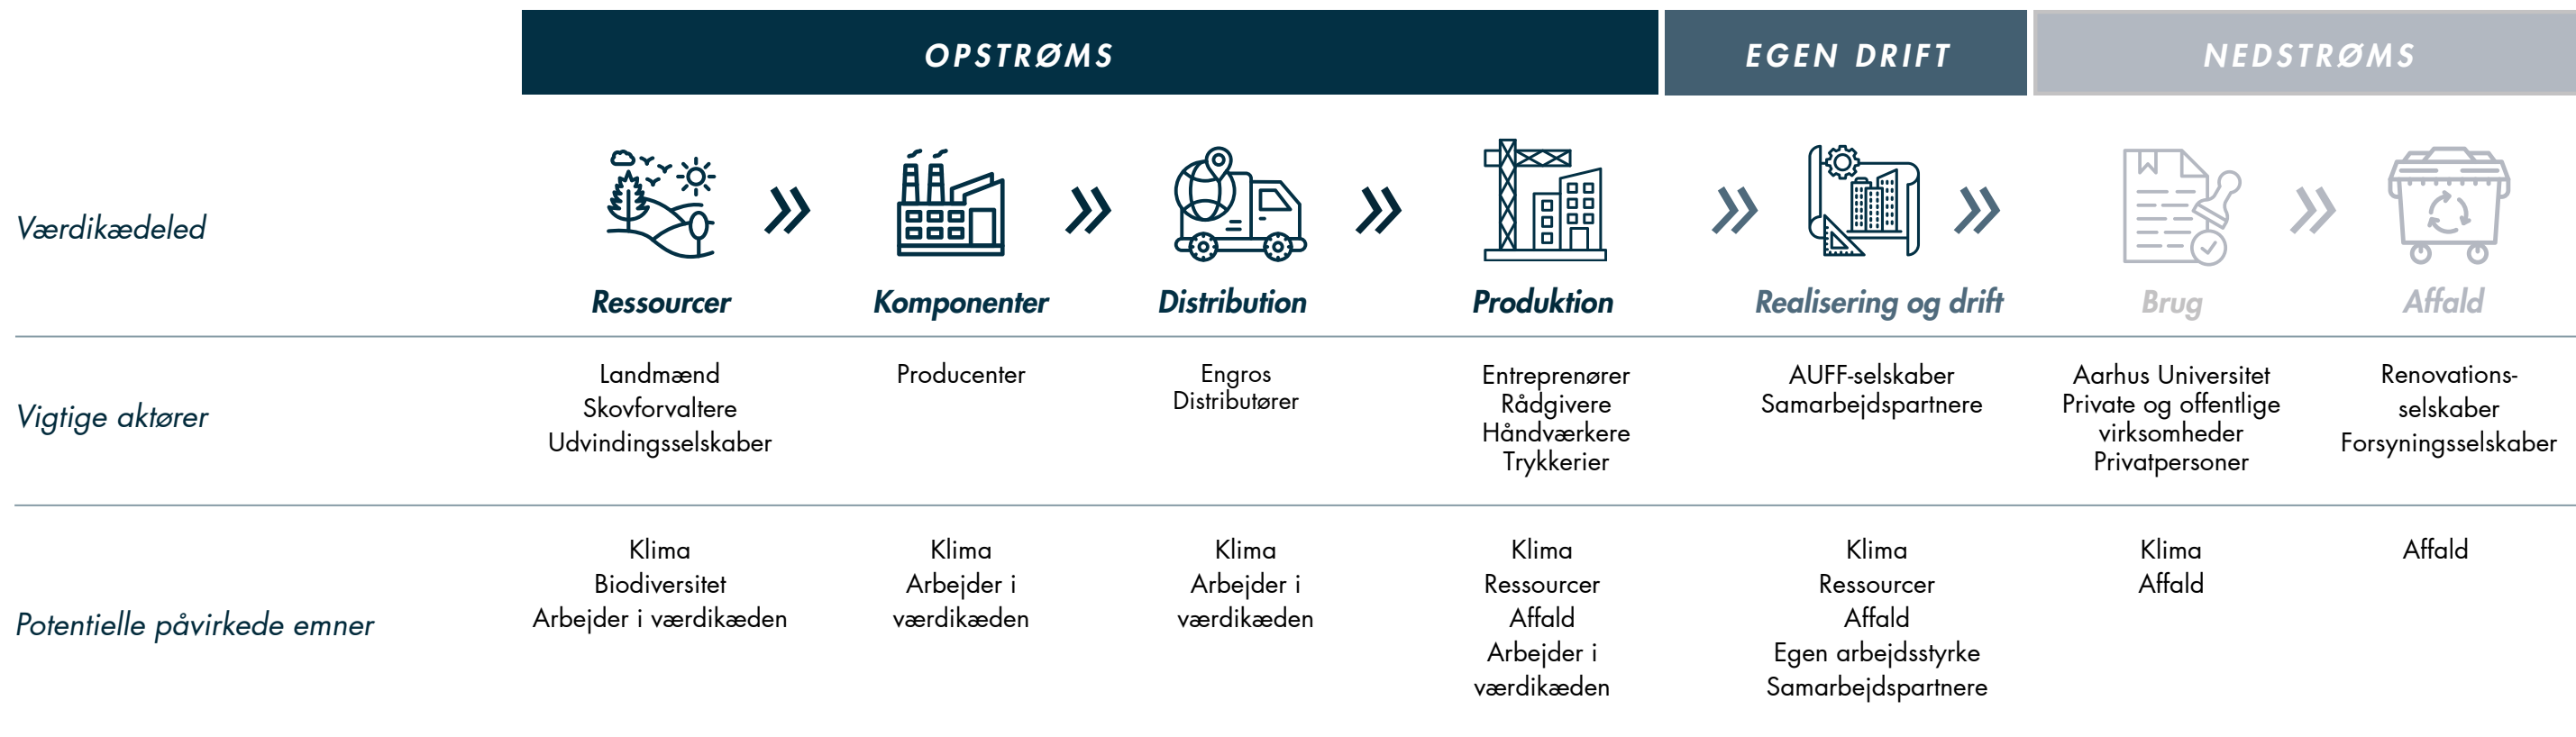 OPSTRØMS
EGEN DRIFT
NEDSTRØMS
Værdikædeled
Ressourcer
Komponenter
Distribution
Produktion
Realisering og drift
Brug
Affald
Vigtige aktører
Landmænd
Skovforvaltere
Udvindingsselskaber
Producenter
Engros
Distributører
Entreprenører
Rådgivere
Håndværkere
Trykkerier
AUFF-selskaber
Samarbejdspartnere
Aarhus Universitet
Private og offentlige
virksomheder
Privatpersoner
Renovations-
selskaber
Forsyningsselskaber
Potentielle påvirkede emner
Klima
Biodiversitet
Arbejder i værdikæden
Klima
Arbejder i
værdikæden
Klima
Arbejder i
værdikæden
Klima
Ressourcer
Affald
Arbejder i
værdikæden
Klima
Ressourcer
Affald
Egen arbejdsstyrke
Samarbejdspartnere
Klima
Affald
Affald